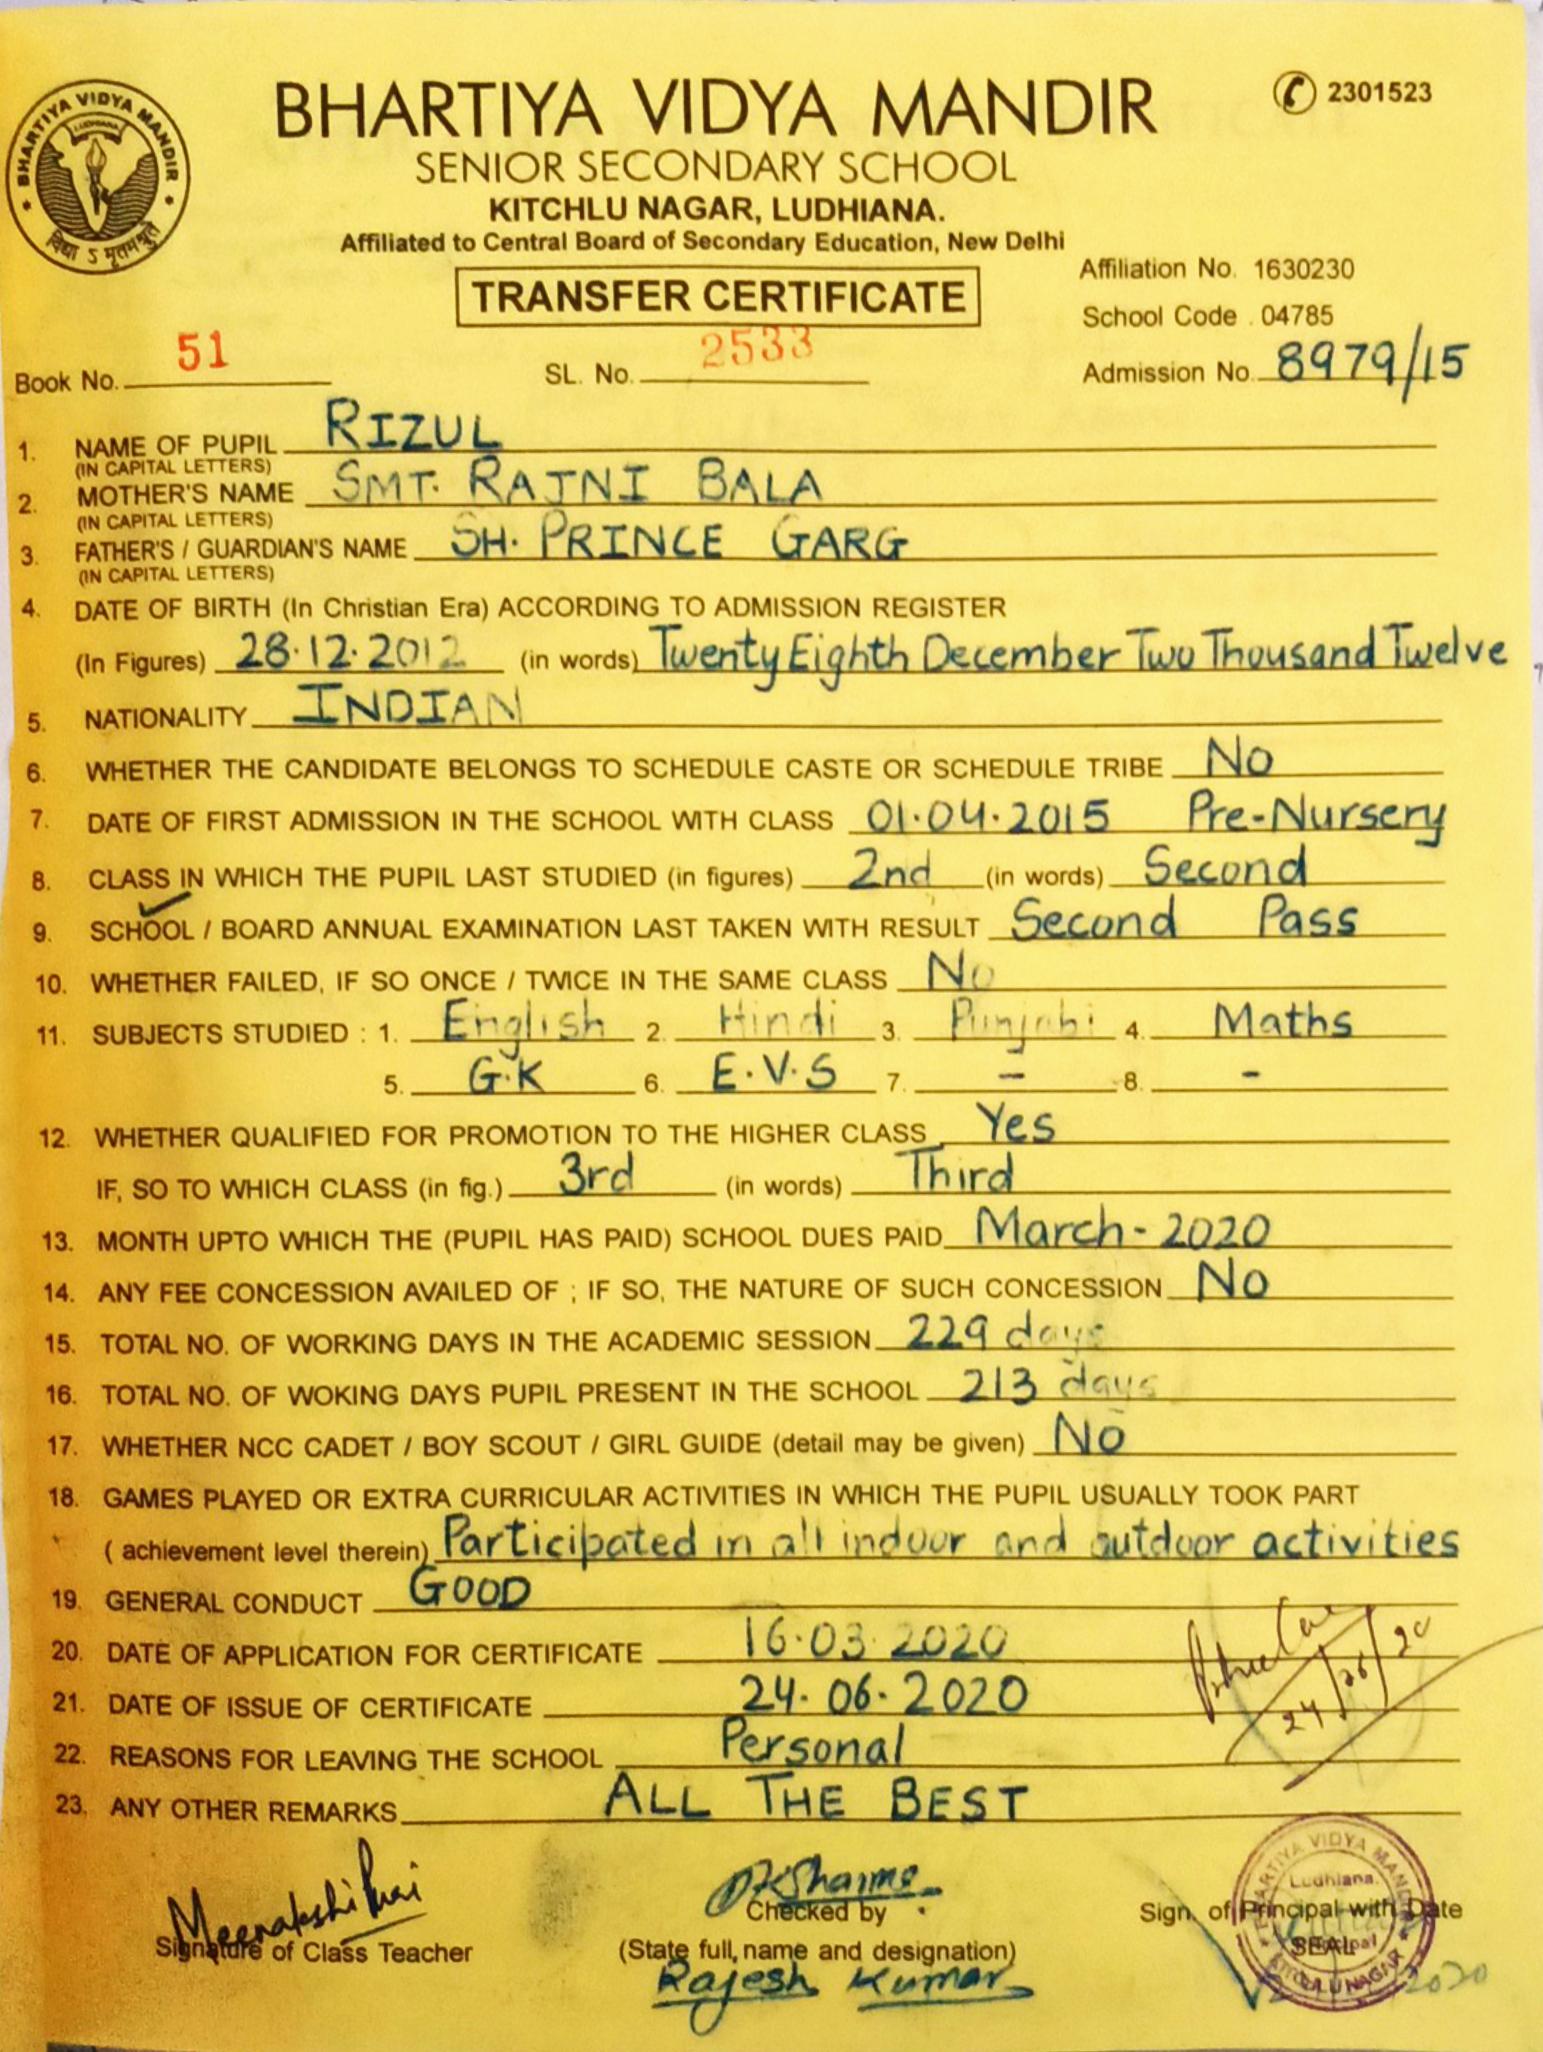 BHARTIYA VIDYA MANDIR
LUDHIANA
विद्या ऽ मृतमश्नुते
BHARTIYA VIDYA MANDIR
2301523
SENIOR SECONDARY SCHOOL
KITCHLU NAGAR, LUDHIANA.
Affiliated to Central Board of Secondary Education, New Delhi
Affiliation No. 1630230
TRANSFER CERTIFICATE
School Code . 04785
Book No. 51 SL. No. 2533 Admission No. 8979/15
1. NAME OF PUPIL RIZUL
(IN CAPITAL LETTERS)
2. MOTHER'S NAME SMT. RAJNI BALA
(IN CAPITAL LETTERS)
3. FATHER'S / GUARDIAN'S NAME SH. PRINCE GARG
(IN CAPITAL LETTERS)
4. DATE OF BIRTH (In Christian Era) ACCORDING TO ADMISSION REGISTER
(In Figures) 28.12.2012 (in words) Twenty Eighth December Two Thousand Twelve
5. NATIONALITY INDIAN
6. WHETHER THE CANDIDATE BELONGS TO SCHEDULE CASTE OR SCHEDULE TRIBE No
7. DATE OF FIRST ADMISSION IN THE SCHOOL WITH CLASS 01.04.2015 Pre-Nursery
8. CLASS IN WHICH THE PUPIL LAST STUDIED (in figures) 2nd (in words) Second
9. SCHOOL / BOARD ANNUAL EXAMINATION LAST TAKEN WITH RESULT Second Pass
10. WHETHER FAILED, IF SO ONCE / TWICE IN THE SAME CLASS No
11. SUBJECTS STUDIED : 1. English 2. Hindi 3. Punjabi 4. Maths
5. G.K 6. E.V.S 7. - 8. -
12. WHETHER QUALIFIED FOR PROMOTION TO THE HIGHER CLASS Yes
IF, SO TO WHICH CLASS (in fig.) 3rd (in words) Third
13. MONTH UPTO WHICH THE (PUPIL HAS PAID) SCHOOL DUES PAID March-2020
14. ANY FEE CONCESSION AVAILED OF ; IF SO, THE NATURE OF SUCH CONCESSION No
15. TOTAL NO. OF WORKING DAYS IN THE ACADEMIC SESSION 229 days
16. TOTAL NO. OF WOKING DAYS PUPIL PRESENT IN THE SCHOOL 213 days
17. WHETHER NCC CADET / BOY SCOUT / GIRL GUIDE (detail may be given) No
18. GAMES PLAYED OR EXTRA CURRICULAR ACTIVITIES IN WHICH THE PUPIL USUALLY TOOK PART
( achievement level therein) Participated in all indoor and outdoor activities
19. GENERAL CONDUCT GOOD
20. DATE OF APPLICATION FOR CERTIFICATE 16.03.2020
21. DATE OF ISSUE OF CERTIFICATE 24.06.2020
24/06/20
22. REASONS FOR LEAVING THE SCHOOL Personal
23. ANY OTHER REMARKS ALL THE BEST
Meenakshi
Signature of Class Teacher
Sharma
Checked by
(State full, name and designation)
Rajesh Kumar
BHARTIYA VIDYA MANDIR
Ludhiana.
Sign. of Principal with Date
SEAL
Principal
KITCHLU NAGAR
2020